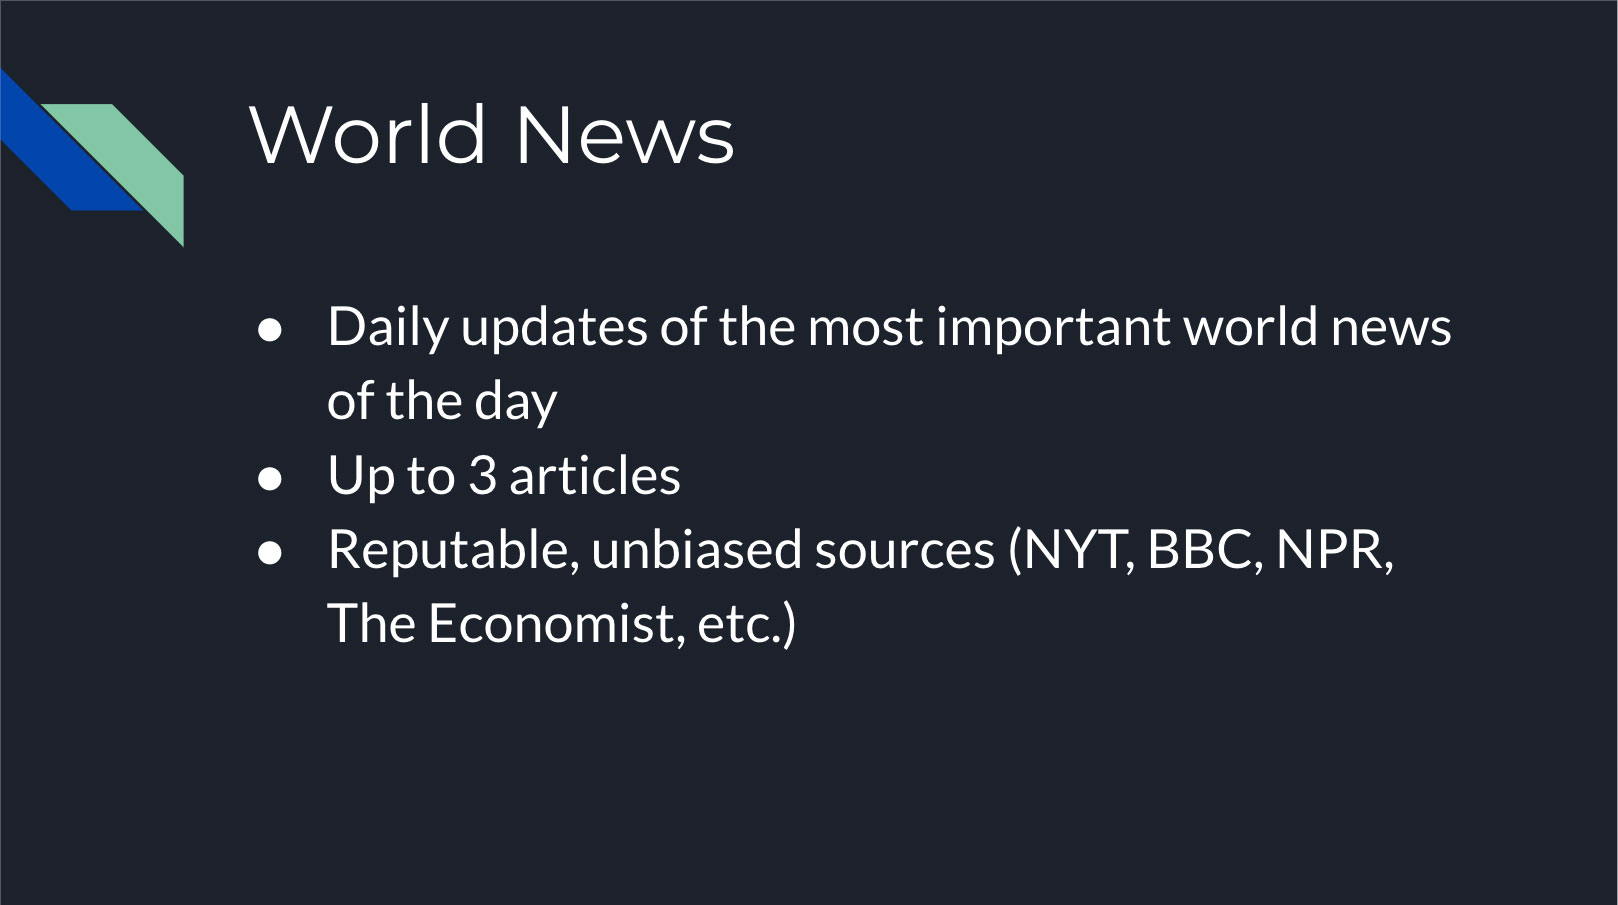 World News
● Daily updates of the most important world news
of the day
● Up to 3 articles
● Reputable, unbiased sources (NYT, BBC, NPR,
The Economist, etc.)